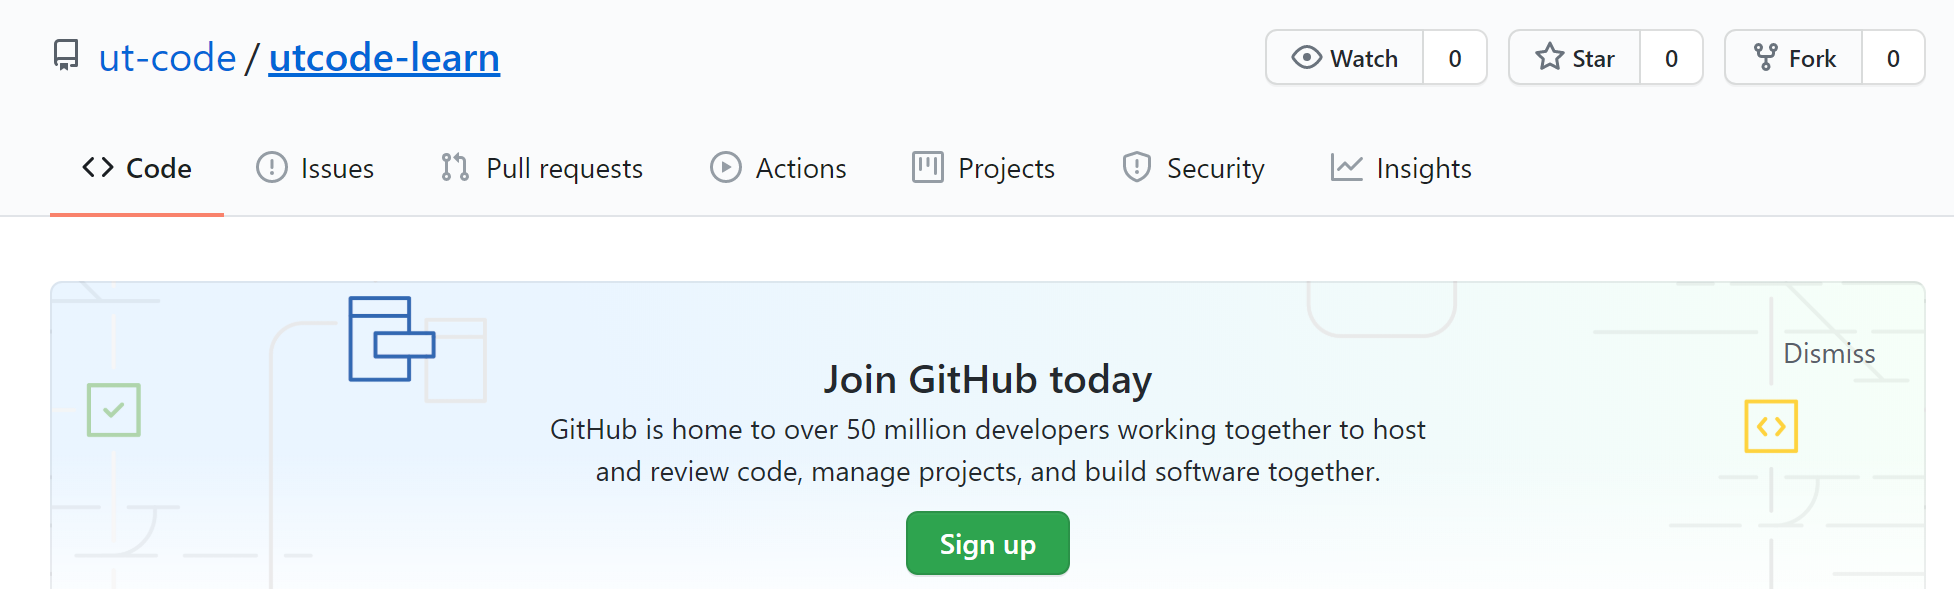 ut-code / utcode-learn
Watch 0 Star 0 Fork 0
Code Issues Pull requests Actions Projects Security Insights
Dismiss
Join GitHub today
GitHub is home to over 50 million developers working together to host
and review code, manage projects, and build software together.
Sign up